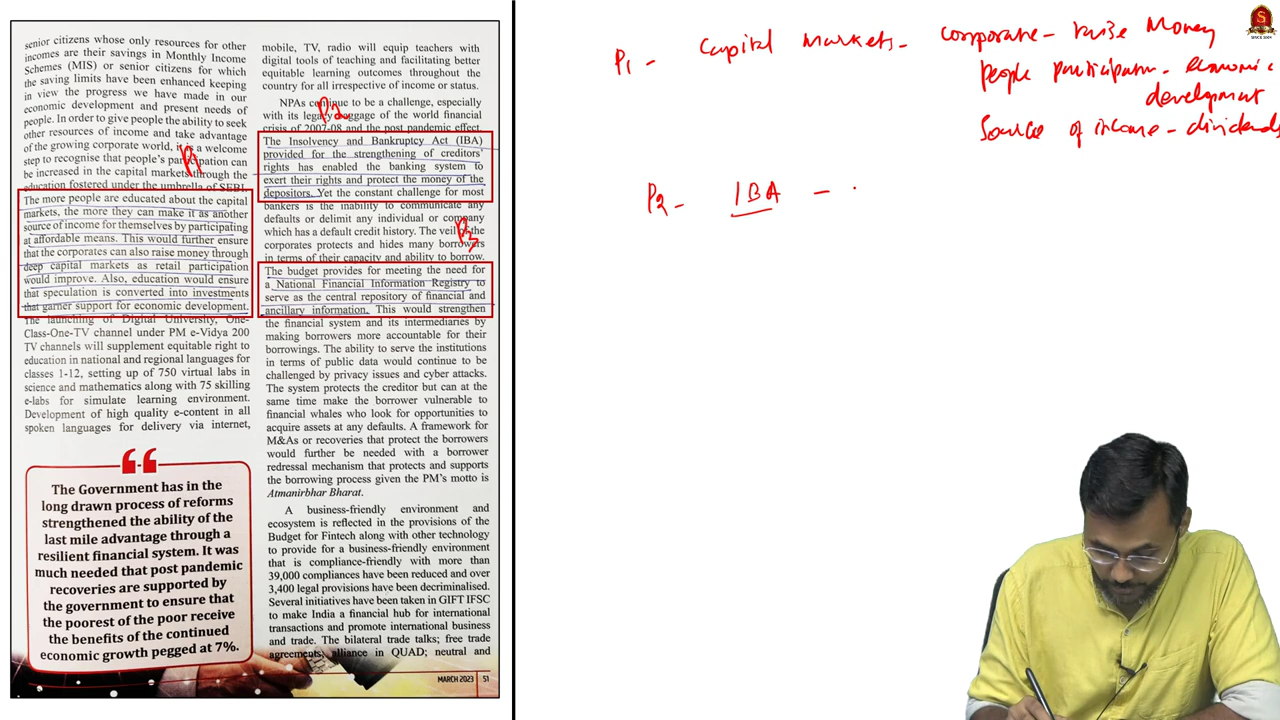 senior citizens whose only resources for other
incomes are their savings in Monthly Income
Schemes (MIS) or senior citizens for which
the saving limits have been enhanced keeping
in view the progress we have made in our
economic development and present needs of
people. In order to give people the ability to seek
other resources of income and take advantage
of the growing corporate world, it is a welcome
step to recognise that people's participation can
be increased in the capital markets through the
education fostered under the umbrella of SEBI.
P1
The more people are educated about the capital
markets, the more they can make it as another
source of income for themselves by participating
at affordable means. This would further ensure
that the corporates can also raise money through
deep capital markets as retail participation
would improve. Also, education would ensure
that speculation is converted into investments
that garner support for economic development.
The launching of Digital University, One-
Class-One-TV channel under PM e-Vidya 200
TV channels will supplement equitable right to
education in national and regional languages for
classes 1-12, setting up of 750 virtual labs in
science and mathematics along with 75 skilling
e-labs for simulate learning environment.
Development of high quality e-content in all
spoken languages for delivery via internet,
The Government has in the
long drawn process of reforms
strengthened the ability of the
last mile advantage through a
resilient financial system. It was
much needed that post pandemic
recoveries are supported by
the government to ensure that
the poorest of the poor receive
the benefits of the continued
economic growth pegged at 7%.
mobile, TV, radio will equip teachers with
digital tools of teaching and facilitating better
equitable learning outcomes throughout the
country for all irrespective of income or status.
NPAs continue to be a challenge, especially
with its legacy baggage of the world financial
crisis of 2007-08 and the post pandemic effect.
P2
The Insolvency and Bankruptcy Act (IBA)
provided for the strengthening of creditors'
rights has enabled the banking system to
exert their rights and protect the money of the
depositors. Yet the constant challenge for most
bankers is the inability to communicate any
defaults or delimit any individual or company
which has a default credit history. The veil of the
corporates protects and hides many borrowers
in terms of their capacity and ability to borrow.
P3
The budget provides for meeting the need for
a National Financial Information Registry to
serve as the central repository of financial and
ancillary information. This would strengthen
the financial system and its intermediaries by
making borrowers more accountable for their
borrowings. The ability to serve the institutions
in terms of public data would continue to be
challenged by privacy issues and cyber attacks.
The system protects the creditor but can at the
same time make the borrower vulnerable to
financial whales who look for opportunities to
acquire assets at any defaults. A framework for
M&As or recoveries that protect the borrowers
would further be needed with a borrower
redressal mechanism that protects and supports
the borrowing process given the PM's motto is
Atmanirbhar Bharat.
A business-friendly environment and
ecosystem is reflected in the provisions of the
Budget for Fintech along with other technology
to provide for a business-friendly environment
that is compliance-friendly with more than
39,000 compliances have been reduced and over
3,400 legal provisions have been decriminalised.
Several initiatives have been taken in GIFT IFSC
to make India a financial hub for international
transactions and promote international business
and trade. The bilateral trade talks; free trade
agreements; alliance in QUAD; neutral and
MARCH 2023 51
P1 - Capital Markets - corporate - raise Money
People participation - economic
development
Source of income - dividends
P2 - IBA -
S
SINCE 2004